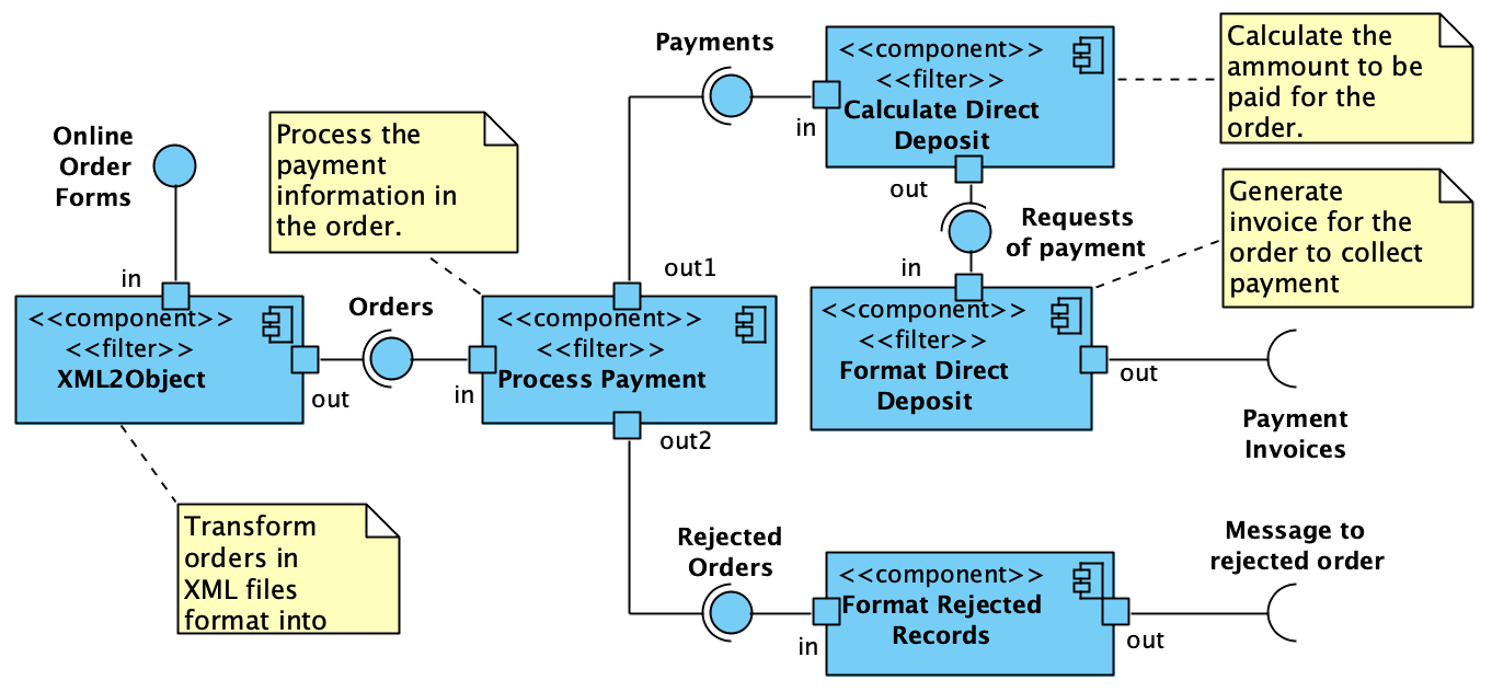 Online
Order
Forms
in
<<component>>
<<filter>>
XML2Object
out
Transform
orders in
XML files
format into
Orders
Process the
payment
information in
the order.
in
out1
<<component>>
<<filter>>
Process Payment
out2
Payments
in
<<component>>
<<filter>>
Calculate Direct
Deposit
out
Calculate the
ammount to be
paid for the
order.
Requests
of payment
Generate
invoice for the
order to collect
payment
in
<<component>>
<<filter>>
Format Direct
Deposit
out
Payment
Invoices
Rejected
Orders
in
<<component>>
<<filter>>
Format Rejected
Records
out
Message to
rejected order